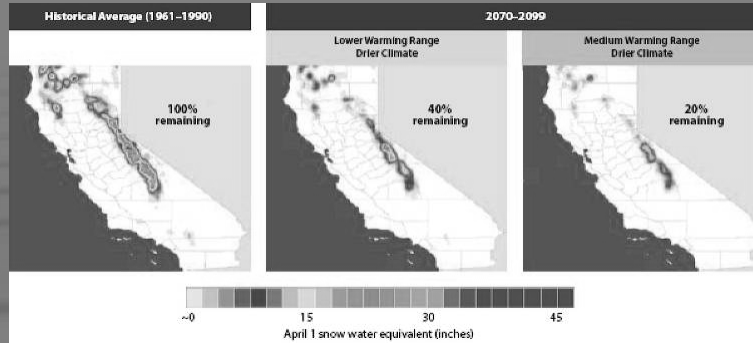 Historical Average (1961–1990)
2070–2099
Lower Warming Range
Drier Climate
Medium Warming Range
Drier Climate
100%
remaining
40%
remaining
20%
remaining
~0
15
30
45
April 1 snow water equivalent (inches)